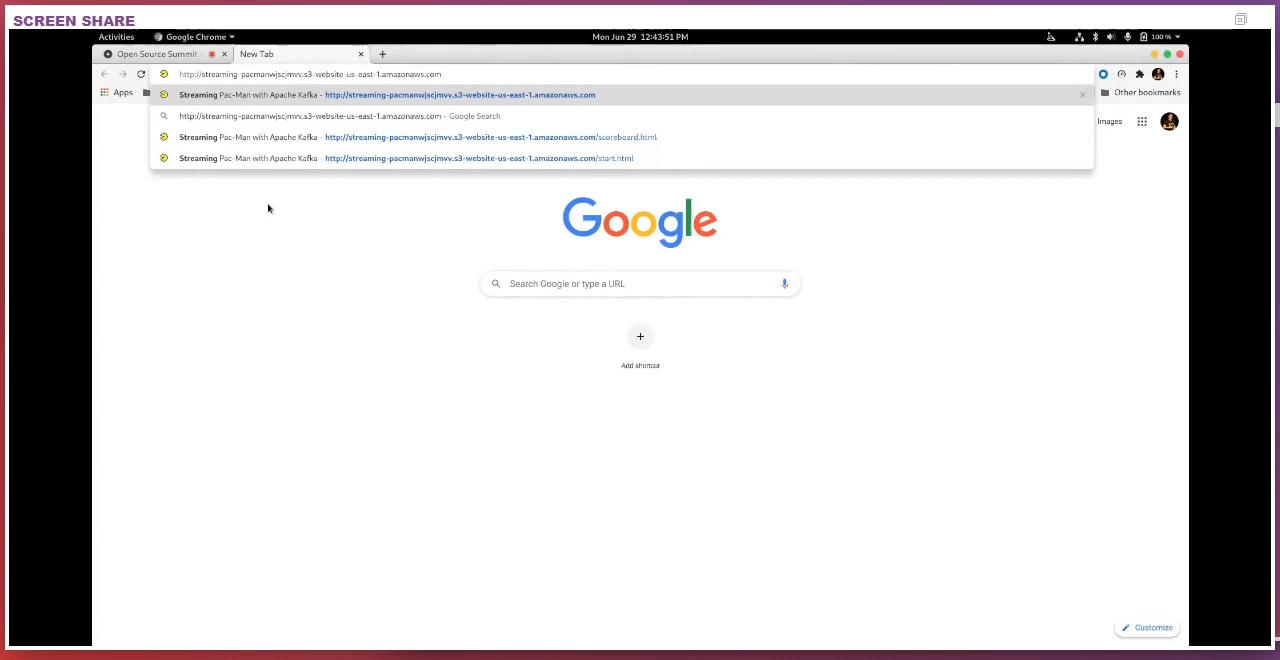 SCREEN SHARE
Activities Google Chrome Mon Jun 29 12:43:51 PM 100 %
Open Source Summit New Tab
http://streaming-pacmanwjscjmvv.s3-website-us-east-1.amazonaws.com
Apps Other bookmarks
Streaming Pac-Man with Apache Kafka - http://streaming-pacmanwjscjmvv.s3-website-us-east-1.amazonaws.com
http://streaming-pacmanwjscjmvv.s3-website-us-east-1.amazonaws.com - Google Search
Images
Streaming Pac-Man with Apache Kafka - http://streaming-pacmanwjscjmvv.s3-website-us-east-1.amazonaws.com/scoreboard.html
Streaming Pac-Man with Apache Kafka - http://streaming-pacmanwjscjmvv.s3-website-us-east-1.amazonaws.com/start.html
Google
Search Google or type a URL
Add shortcut
Customize